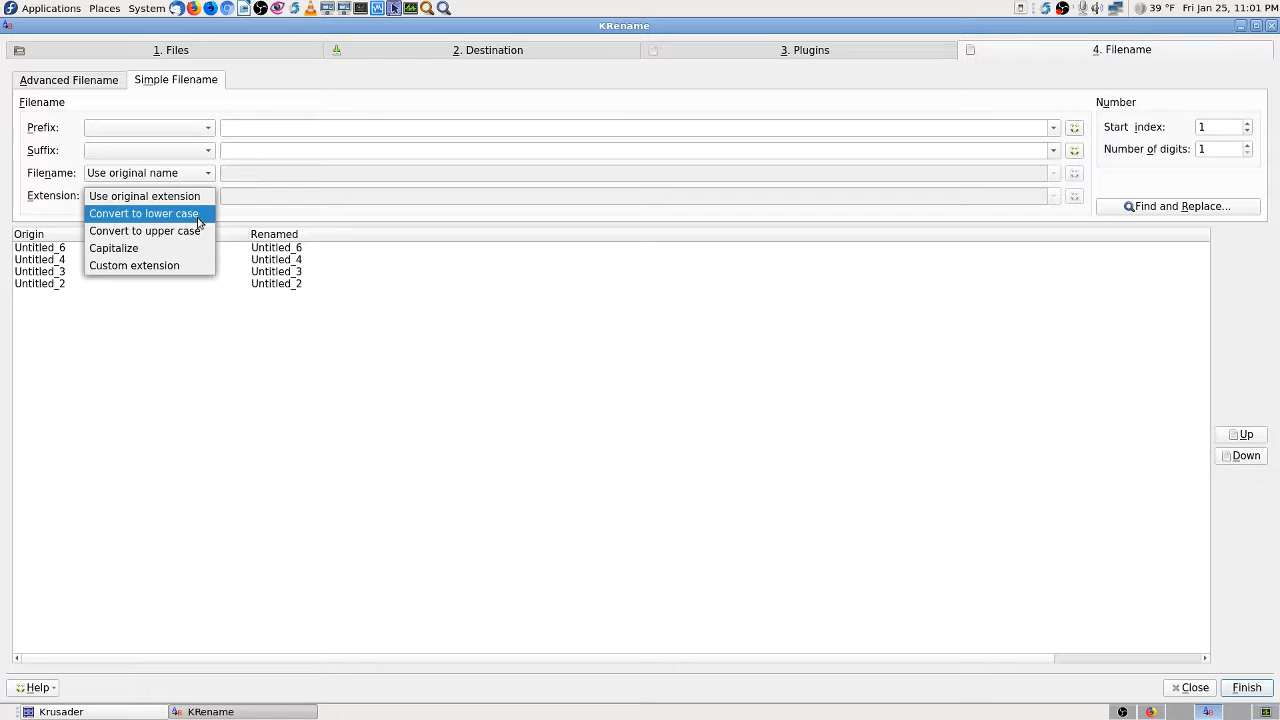 Applications Places System 39 °F Fri Jan 25, 11:01 PM
KRename
1. Files 2. Destination 3. Plugins 4. Filename
Advanced Filename Simple Filename
Filename Number
Prefix: Start index: 1
Suffix: Number of digits: 1
Filename: Use original name
Extension: Use original extension
Find and Replace...
Convert to lower case
Convert to upper case
Capitalize
Custom extension
Origin Renamed
Untitled_6 Untitled_6
Untitled_4 Untitled_4
Untitled_3 Untitled_3
Untitled_2 Untitled_2
Up
Down
Help Close Finish
Krusader KRename